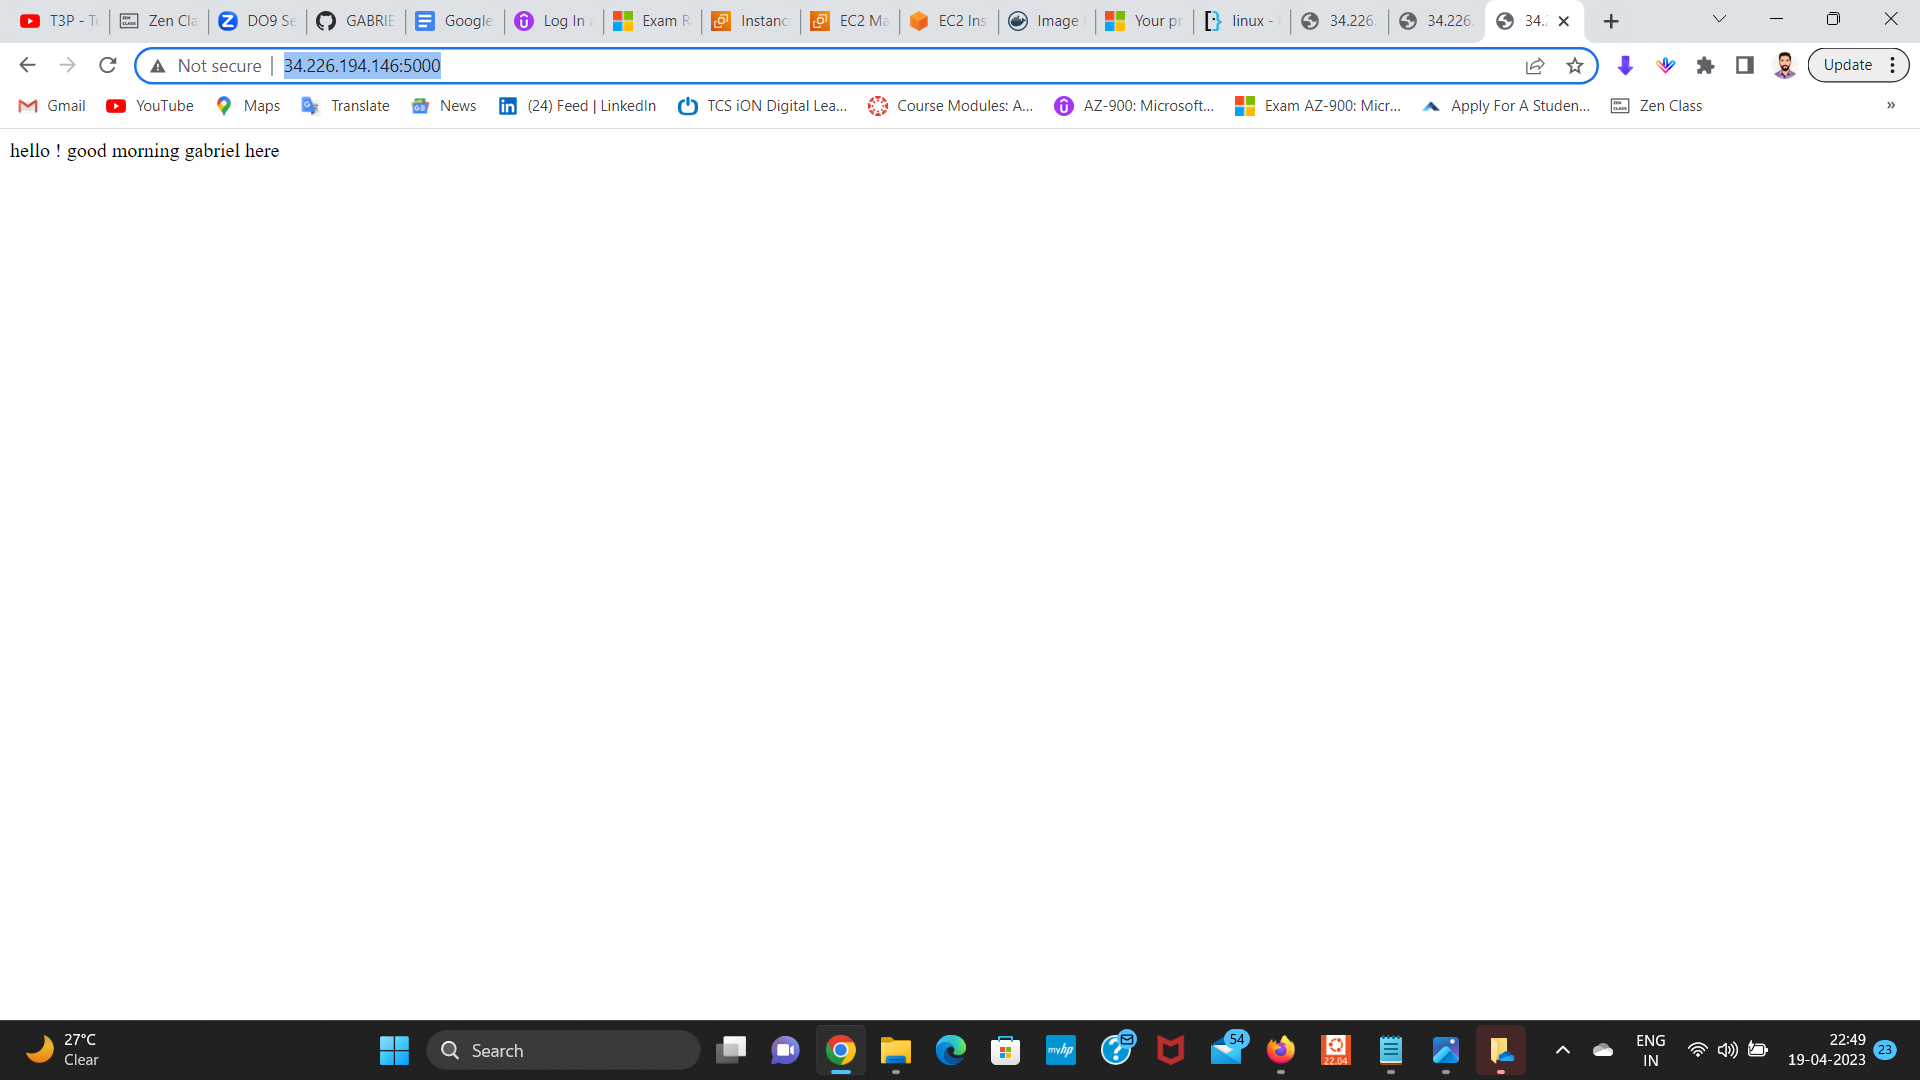 T3P - Te
Zen Cla
DO9 Se
GABRIE
Google
Log In a
Exam R
Instanc
EC2 Ma
EC2 Ins
Image
Your pr
linux -
34.226.
34.226.
34.2
Not secure
34.226.194.146:5000
Update
Gmail
YouTube
Maps
Translate
News
(24) Feed | LinkedIn
TCS iON Digital Lea...
Course Modules: A...
AZ-900: Microsoft...
Exam AZ-900: Micr...
Apply For A Studen...
Zen Class
»
hello ! good morning gabriel here
27°C
Clear
Search
myhp
54
22.04
ENG
IN
22:49
19-04-2023
23